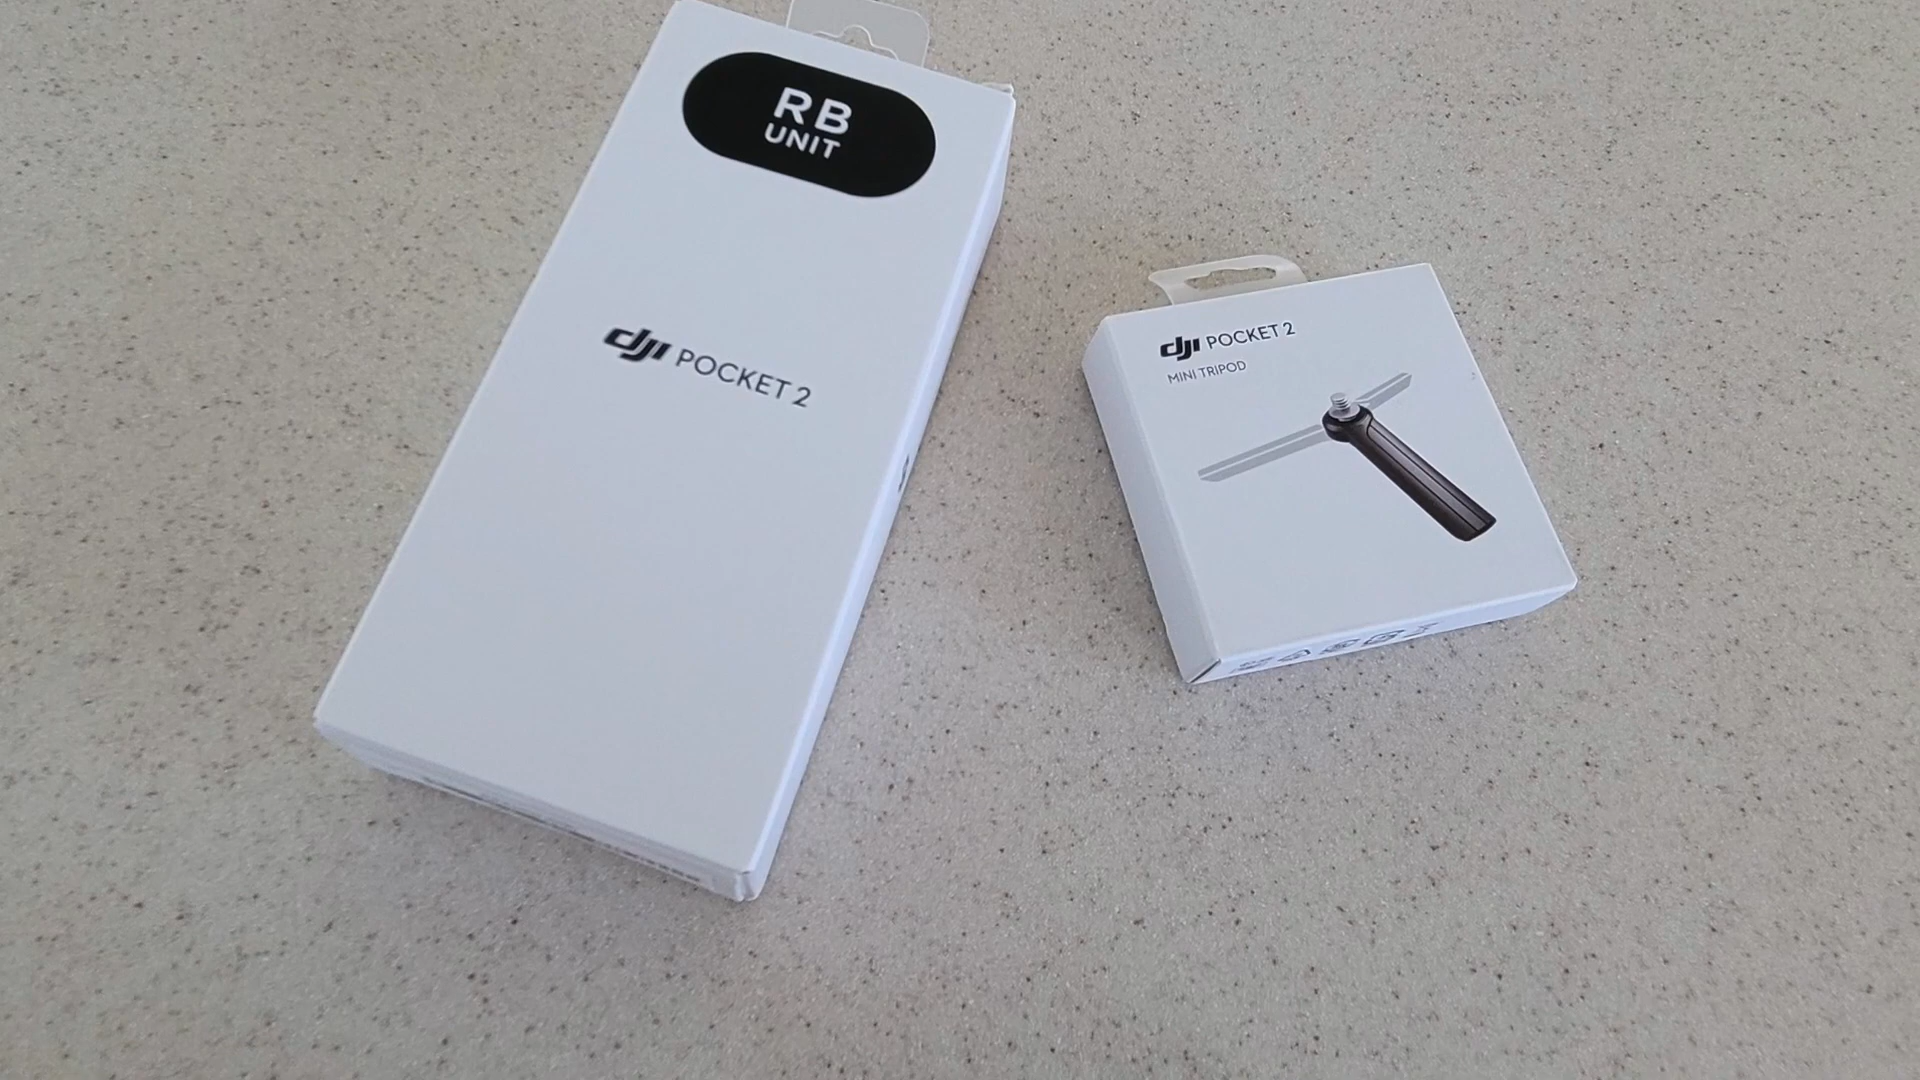 RB
UNIT
dji POCKET 2
dji POCKET 2
MINI TRIPOD